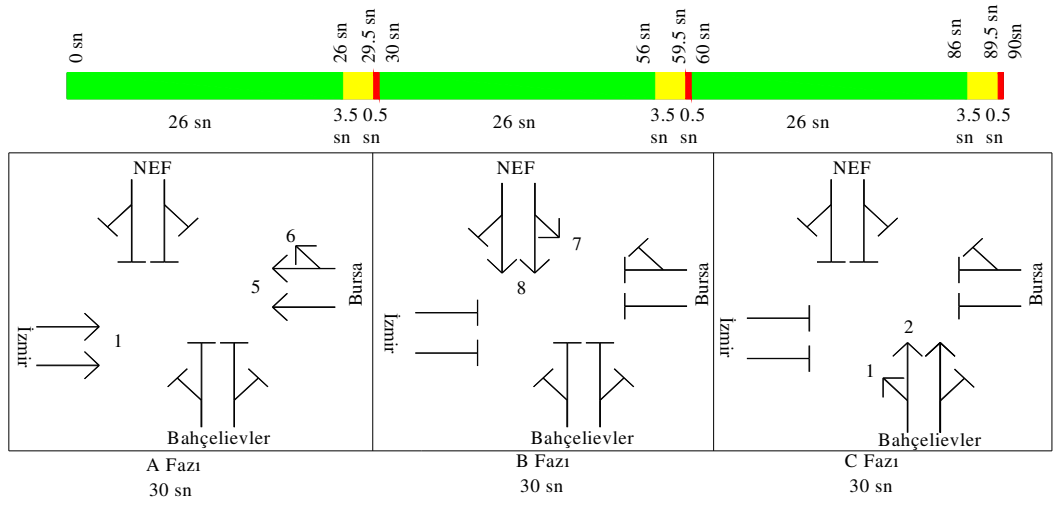 0 sn
26 sn
29.5 sn
30 sn
56 sn
59.5 sn
60 sn
86 sn
89.5 sn
90sn
26 sn
3.5 sn
0.5 sn
26 sn
3.5 sn
0.5 sn
26 sn
3.5 sn
0.5 sn
NEF
6
5
Bursa
İzmir
1
Bahçelievler
NEF
7
8
Bursa
İzmir
Bahçelievler
NEF
Bursa
İzmir
2
1
Bahçelievler
A Fazı
30 sn
B Fazı
30 sn
C Fazı
30 sn